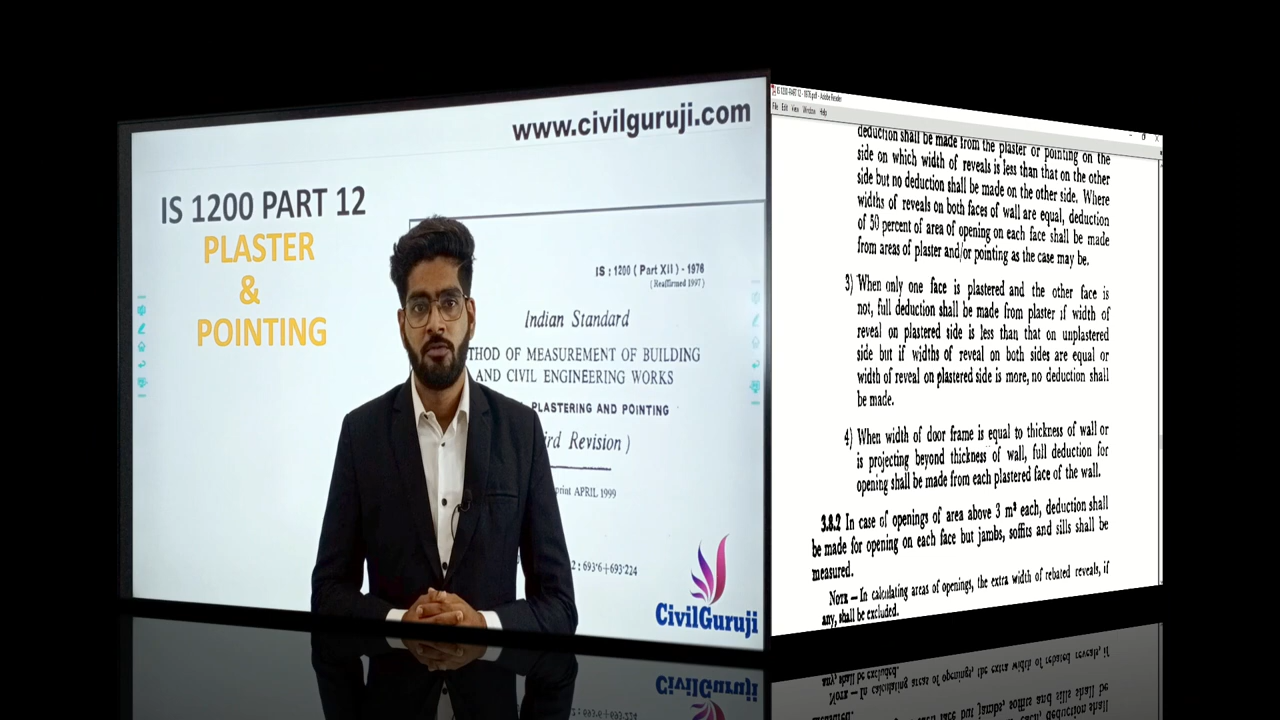 www.civilguruji.com
IS 1200 PART 12
PLASTER
&
POINTING
IS : 1200 ( Part XII ) - 1976
( Reaffirmed 1997 )
Indian Standard
THOD OF MEASUREMENT OF BUILDING
AND CIVIL ENGINEERING WORKS
PLASTERING AND POINTING
ird Revision )
print APRIL 1999
2 : 693·6+693·224
CivilGuruji
IS 1200-PART 12 - 1976.pdf - Adobe Reader
File Edit View Window Help
deduction shall be made from the plaster or pointing on the
side on which width of reveals is less than that on the other
side but no deduction shall be made on the other side. Where
widths of reveals on both faces of wall are equal, deduction
of 50 percent of area of opening on each face shall be made
from areas of plaster and/or pointing as the case may be.
3) When only one face is plastered and the other face is
not, full deduction shall be made from plaster if width of
reveal on plastered side is less than that on unplastered
side but if widths of reveal on both sides are equal or
width of reveal on plastered side is more, no deduction shall
be made.
4) When width of door frame is equal to thickness of wall or
is projecting beyond thickness of wall, full deduction for
opening shall be made from each plastered face of the wall.
3.8.2 In case of openings of area above 3 m² each, deduction shall
be made for opening on each face but jambs, soffits and sills shall be
measured.
NOTE — In calculating areas of openings, the extra width of rebated reveals, if
any, shall be excluded.